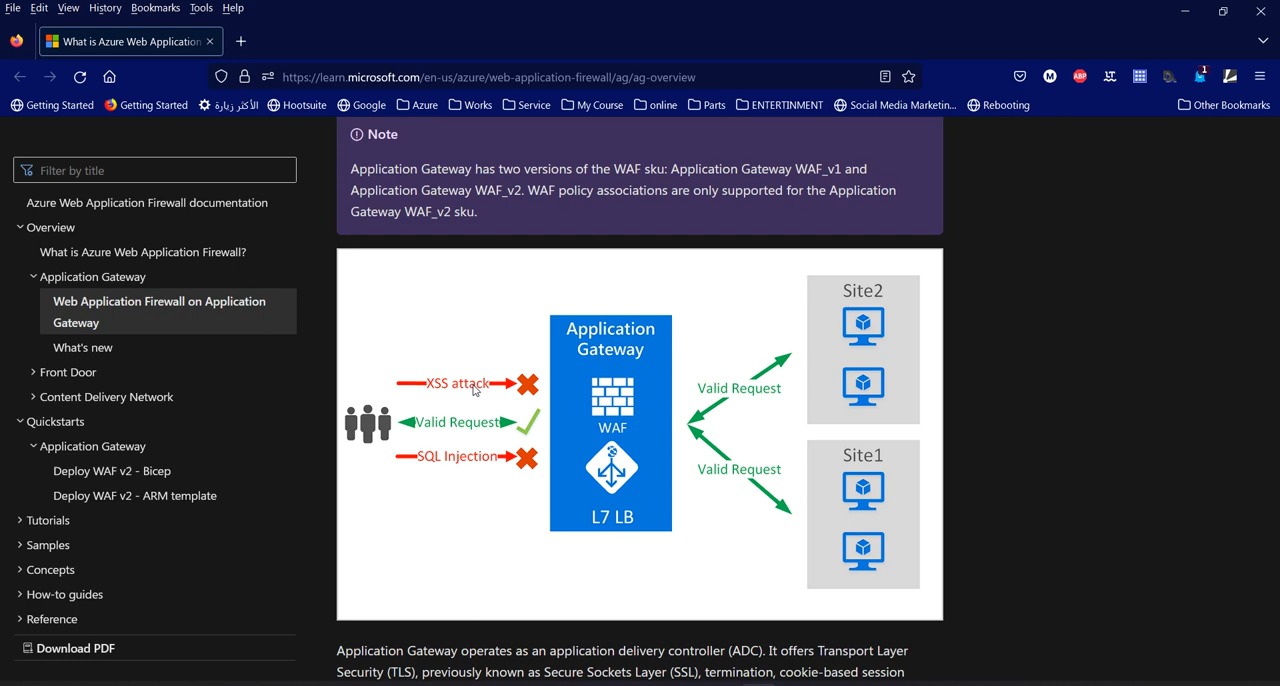 File Edit View History Bookmarks Tools Help
What is Azure Web Application
https://learn.microsoft.com/en-us/azure/web-application-firewall/ag/ag-overview
M ABP 1
Getting Started Getting Started الأكثر زيارة Hootsuite Google Azure Works Service My Course online Parts ENTERTINMENT Social Media Marketin... Rebooting Other Bookmarks
Filter by title
Azure Web Application Firewall documentation
Overview
What is Azure Web Application Firewall?
Application Gateway
Web Application Firewall on Application
Gateway
What's new
Front Door
Content Delivery Network
Quickstarts
Application Gateway
Deploy WAF v2 - Bicep
Deploy WAF v2 - ARM template
Tutorials
Samples
Concepts
How-to guides
Reference
Download PDF
Note
Application Gateway has two versions of the WAF sku: Application Gateway WAF_v1 and
Application Gateway WAF_v2. WAF policy associations are only supported for the Application
Gateway WAF_v2 sku.
XSS attack
Valid Request
SQL Injection
Application
Gateway
WAF
L7 LB
Valid Request
Valid Request
Site2
Site1
Application Gateway operates as an application delivery controller (ADC). It offers Transport Layer
Security (TLS), previously known as Secure Sockets Layer (SSL), termination, cookie-based session